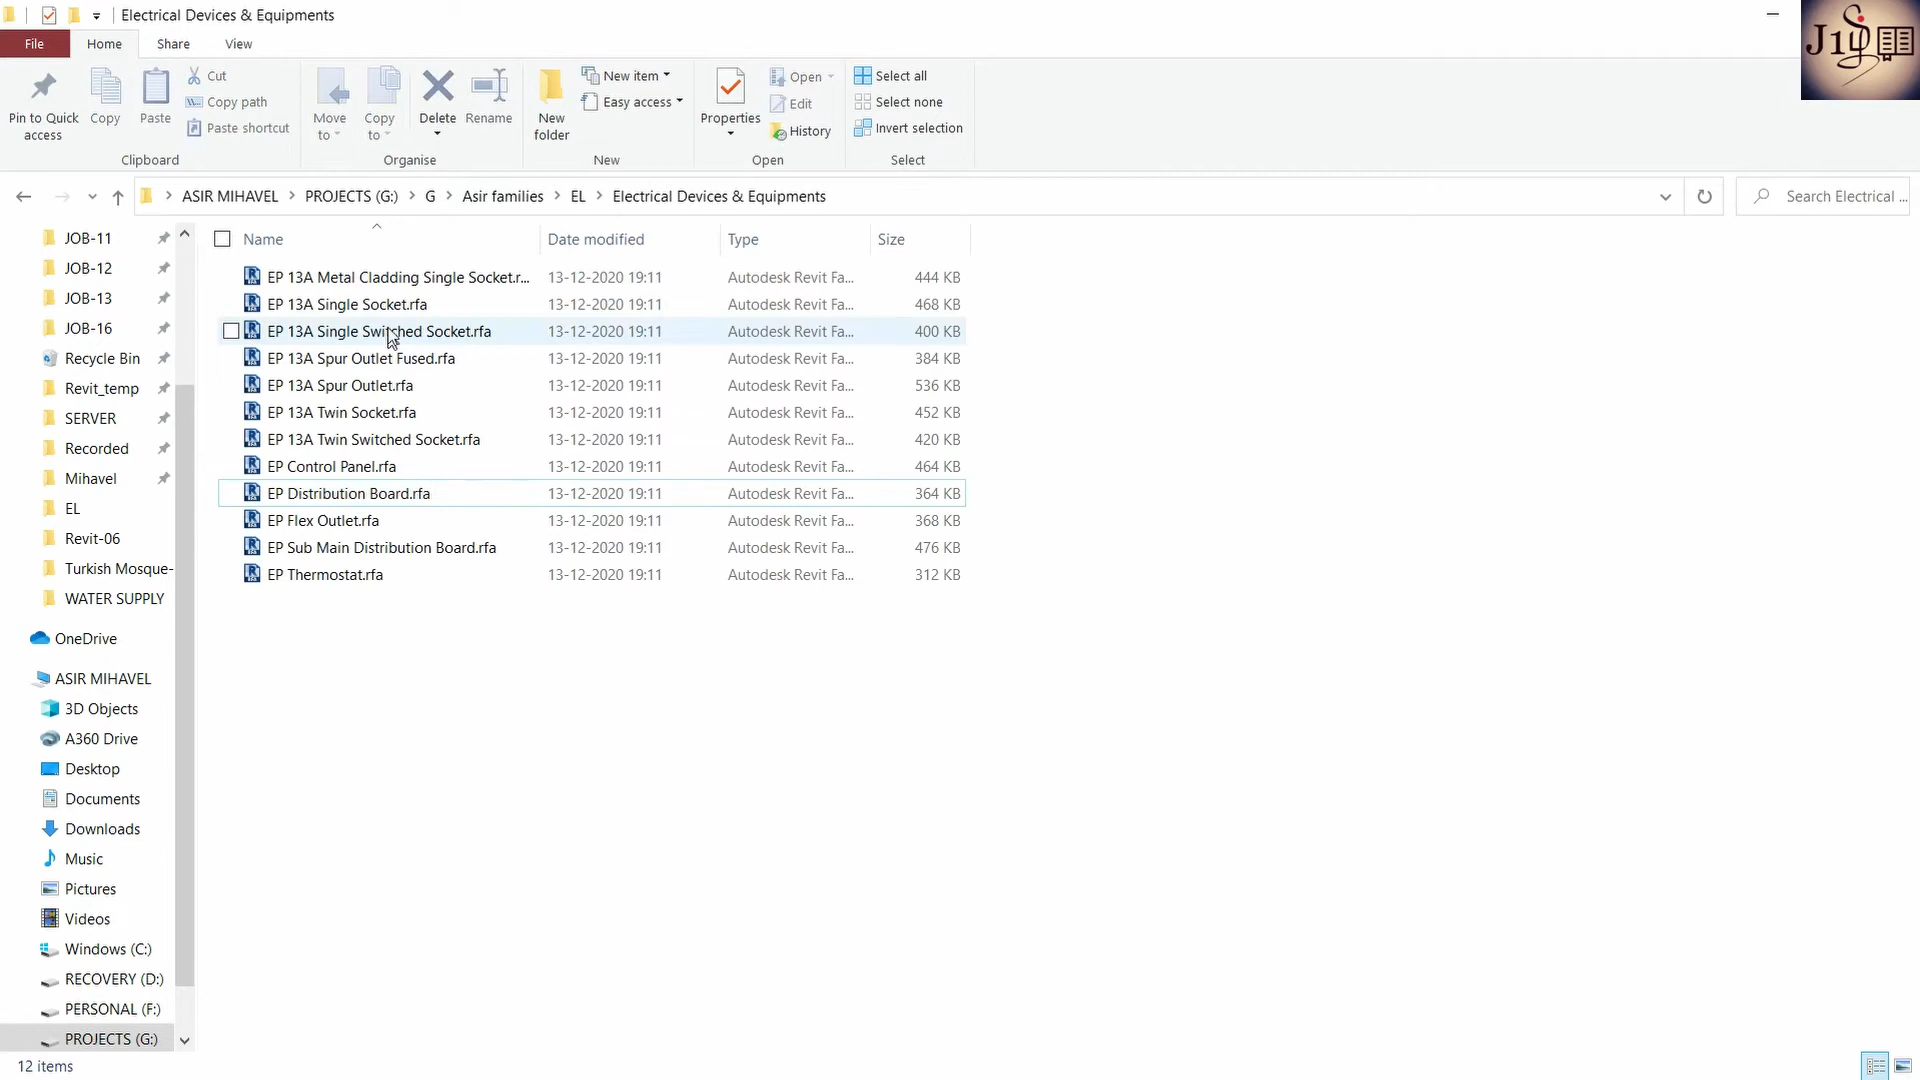 Electrical Devices & Equipments
File Home Share View
Pin to Quick access
Copy
Paste
Cut
Copy path
Paste shortcut
Clipboard
Move to
Copy to
Delete
Rename
Organise
New folder
New item
Easy access
New
Properties
Open
Edit
History
Open
Select all
Select none
Invert selection
Select
ASIR MIHAVEL > PROJECTS (G:) > G > Asir families > EL > Electrical Devices & Equipments
Search Electrical ...
Name Date modified Type Size
EP 13A Metal Cladding Single Socket.r... 13-12-2020 19:11 Autodesk Revit Fa... 444 KB
EP 13A Single Socket.rfa 13-12-2020 19:11 Autodesk Revit Fa... 468 KB
EP 13A Single Switched Socket.rfa 13-12-2020 19:11 Autodesk Revit Fa... 400 KB
EP 13A Spur Outlet Fused.rfa 13-12-2020 19:11 Autodesk Revit Fa... 384 KB
EP 13A Spur Outlet.rfa 13-12-2020 19:11 Autodesk Revit Fa... 536 KB
EP 13A Twin Socket.rfa 13-12-2020 19:11 Autodesk Revit Fa... 452 KB
EP 13A Twin Switched Socket.rfa 13-12-2020 19:11 Autodesk Revit Fa... 420 KB
EP Control Panel.rfa 13-12-2020 19:11 Autodesk Revit Fa... 464 KB
EP Distribution Board.rfa 13-12-2020 19:11 Autodesk Revit Fa... 364 KB
EP Flex Outlet.rfa 13-12-2020 19:11 Autodesk Revit Fa... 368 KB
EP Sub Main Distribution Board.rfa 13-12-2020 19:11 Autodesk Revit Fa... 476 KB
EP Thermostat.rfa 13-12-2020 19:11 Autodesk Revit Fa... 312 KB
JOB-11
JOB-12
JOB-13
JOB-16
Recycle Bin
Revit_temp
SERVER
Recorded
Mihavel
EL
Revit-06
Turkish Mosque-
WATER SUPPLY
OneDrive
ASIR MIHAVEL
3D Objects
A360 Drive
Desktop
Documents
Downloads
Music
Pictures
Videos
Windows (C:)
RECOVERY (D:)
PERSONAL (F:)
PROJECTS (G:)
12 items